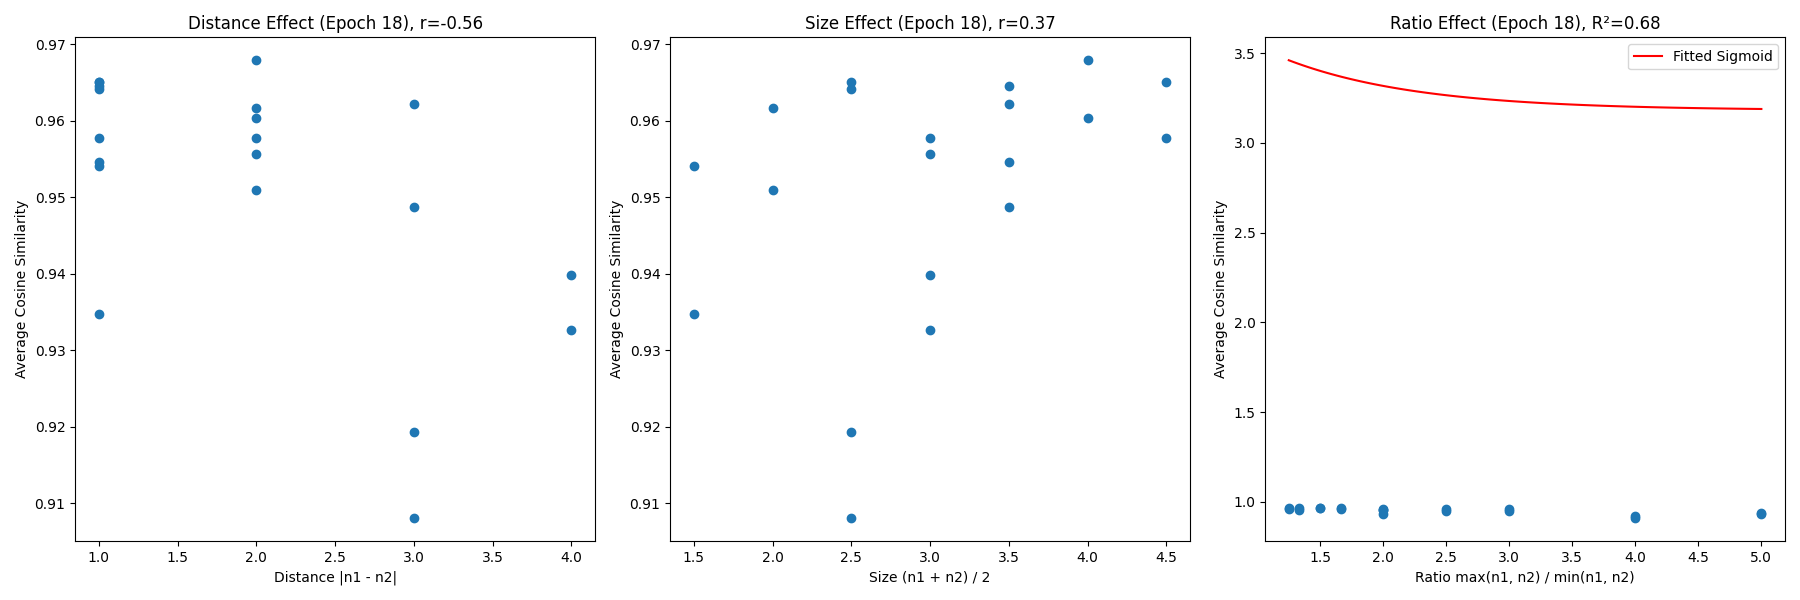 Distance Effect (Epoch 18), r=-0.56
0.97
0.96
0.95
0.94
0.93
0.92
0.91
Average Cosine Similarity
1.0 1.5 2.0 2.5 3.0 3.5 4.0
Distance |n1 - n2|
Size Effect (Epoch 18), r=0.37
0.97
0.96
0.95
0.94
0.93
0.92
0.91
Average Cosine Similarity
1.5 2.0 2.5 3.0 3.5 4.0 4.5
Size (n1 + n2) / 2
Ratio Effect (Epoch 18), R²=0.68
Fitted Sigmoid
3.5
3.0
2.5
2.0
1.5
1.0
Average Cosine Similarity
1.5 2.0 2.5 3.0 3.5 4.0 4.5 5.0
Ratio max(n1, n2) / min(n1, n2)